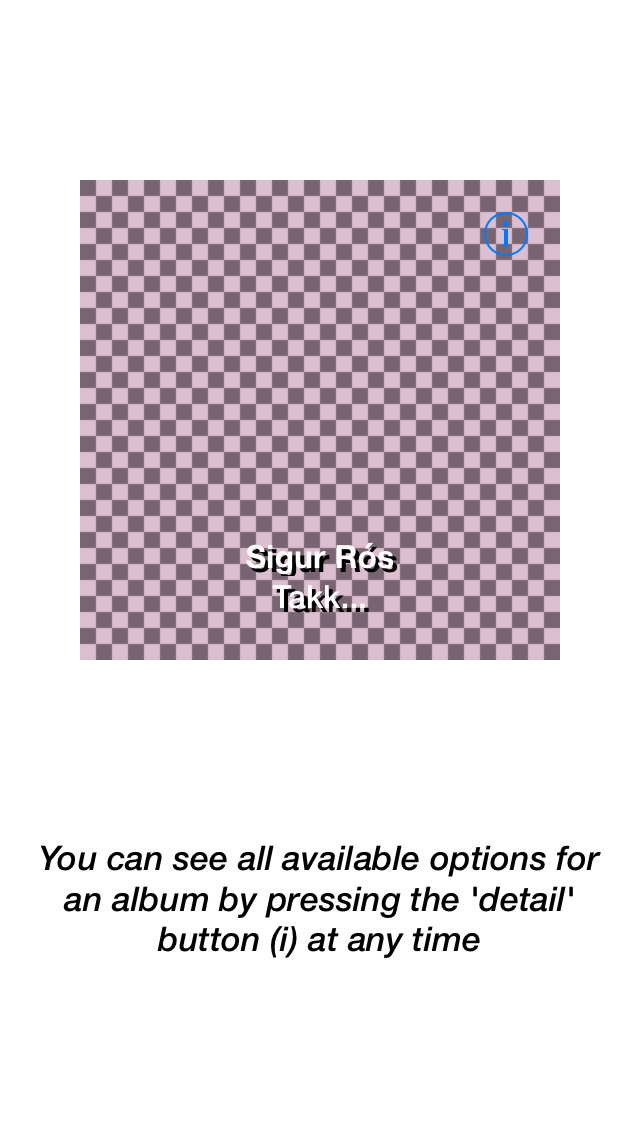 i
Sigur Rós
Takk...
You can see all available options for
an album by pressing the 'detail'
button (i) at any time